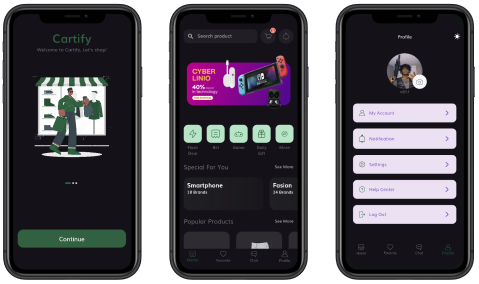 Cartify
Welcome to Cartify, Let's shop!
Continue
Search product
CYBER
LINIO
40%
in technology
Flash
Deal
Bill
Game
Daily
Gift
More
Special For You
See More
Smartphone
18 Brands
Fasion
24 Brands
Popular Products
See More
Home
Favorite
Chat
Profile
Profile
My Account
Notification
Settings
Help Center
Log Out
Home
Favorite
Chat
Profile